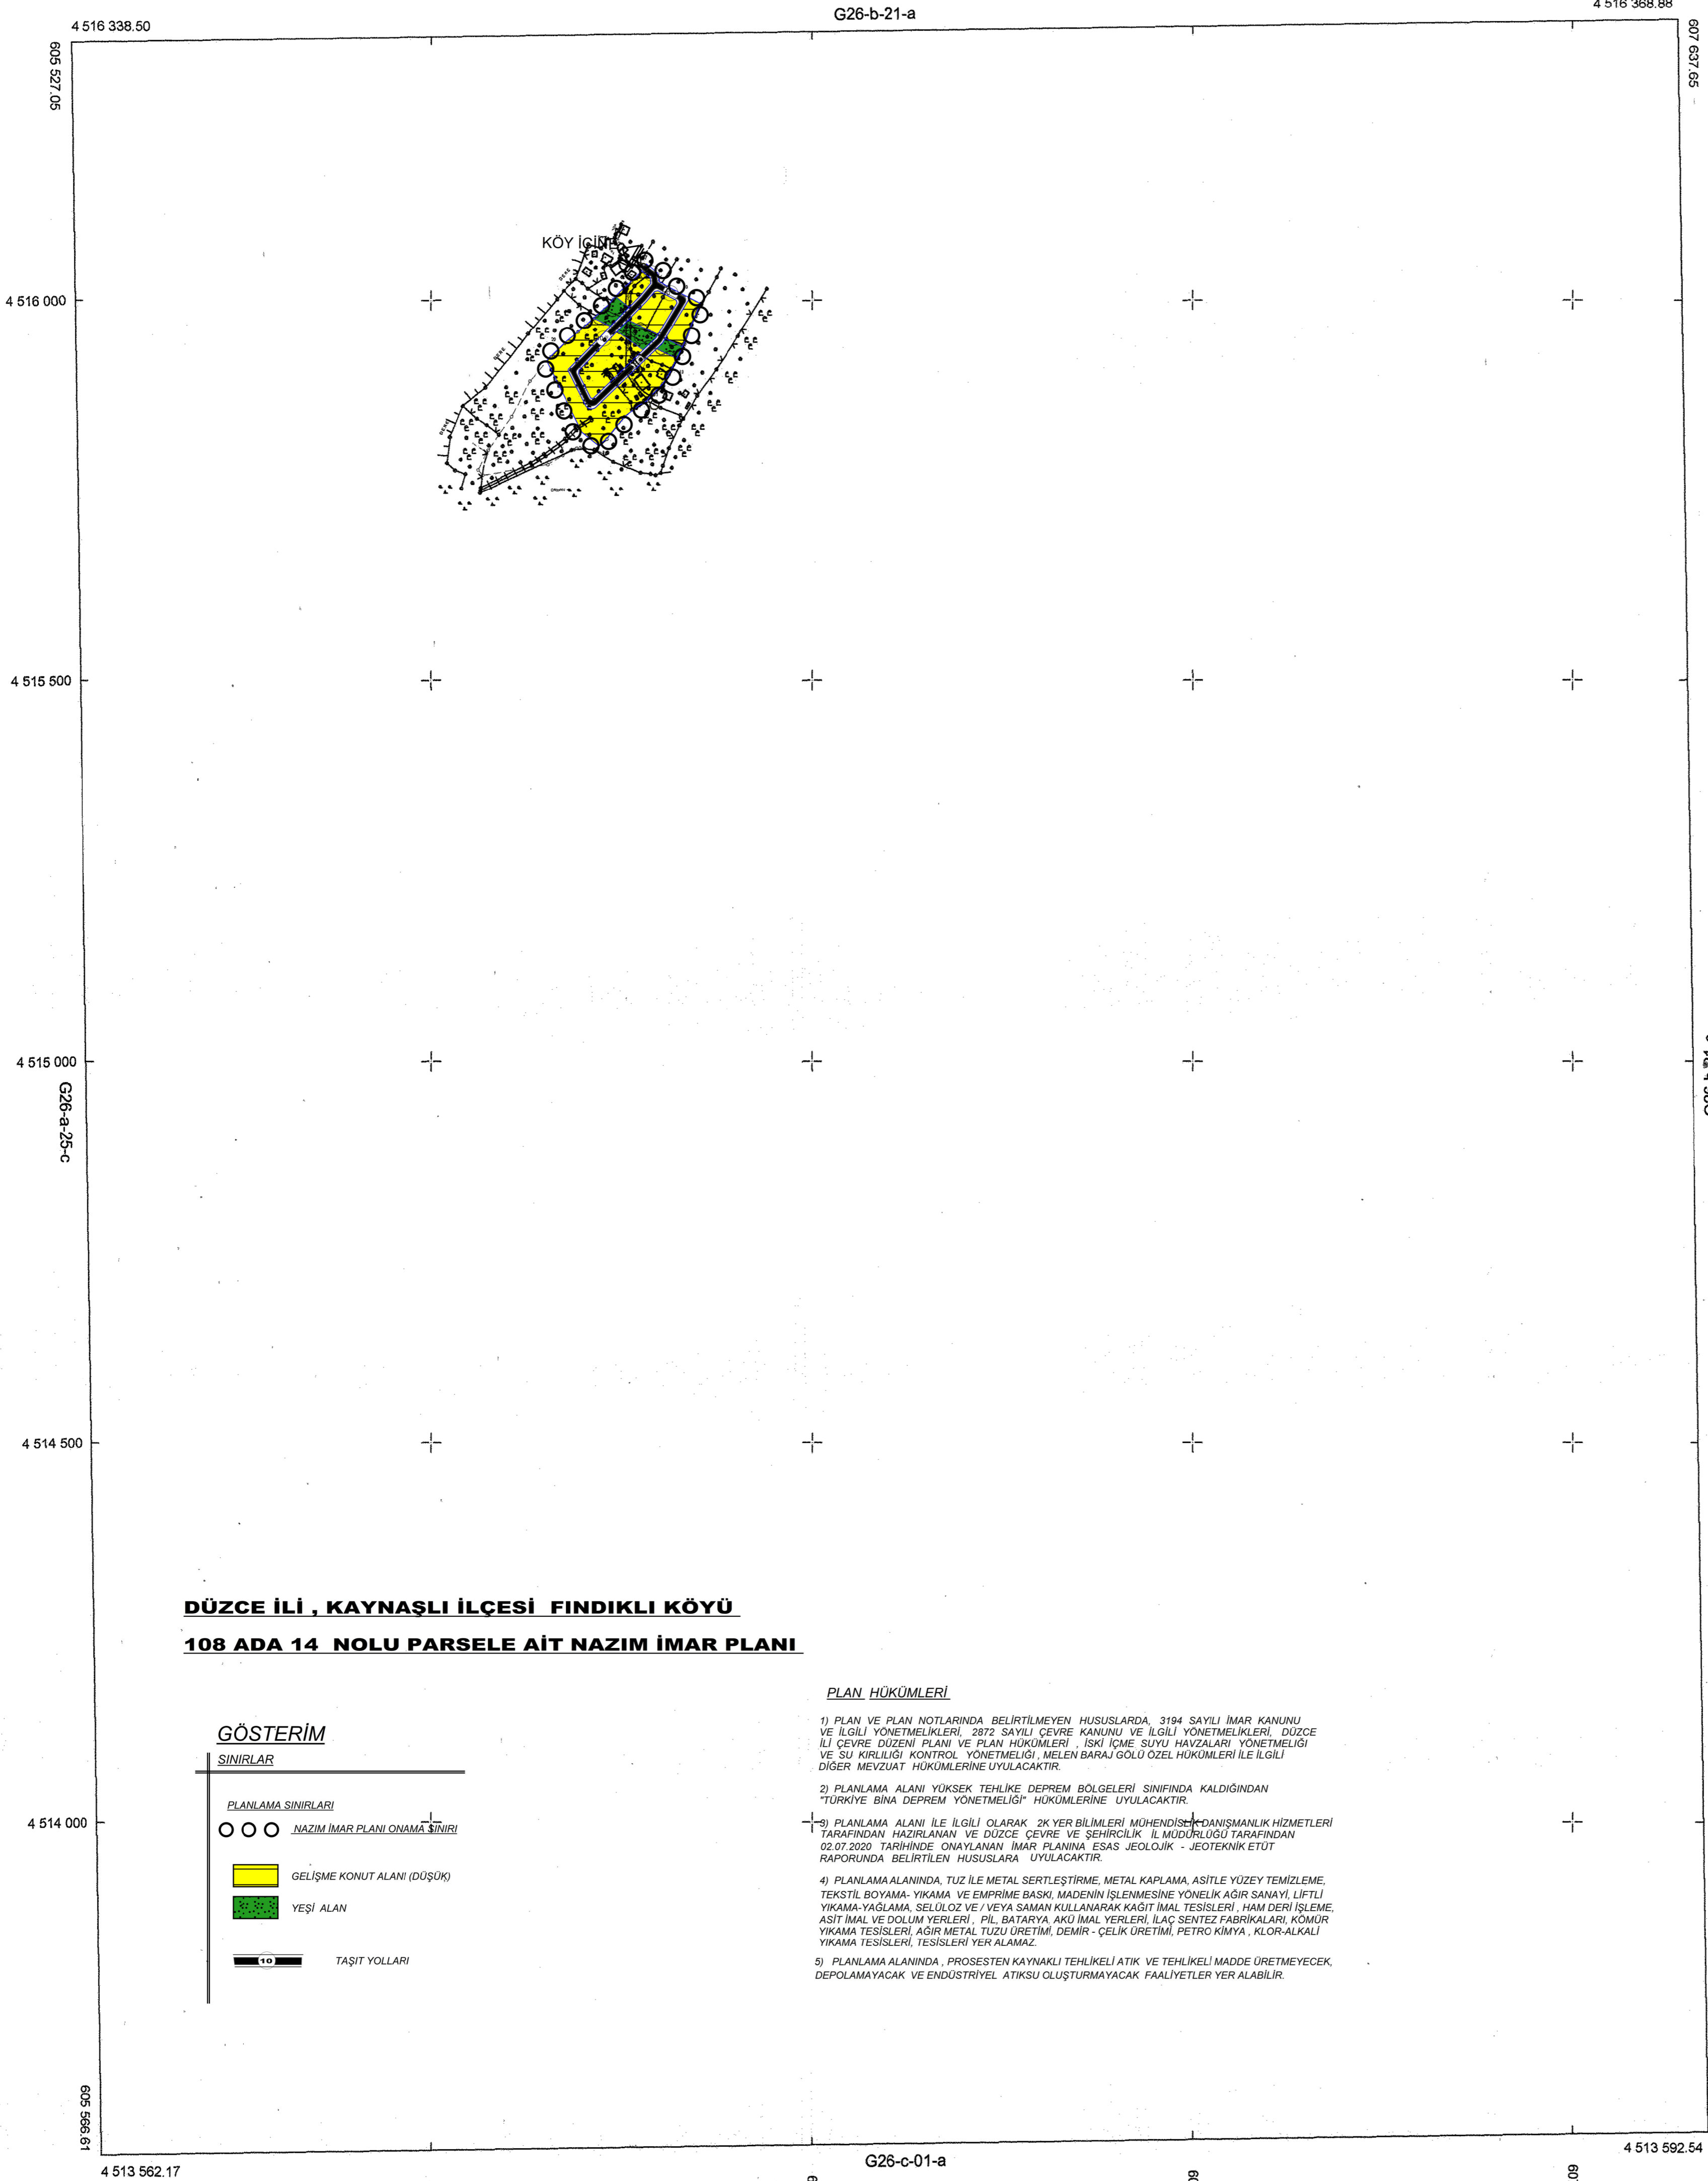 G26-b-21-a
4 516 338.50
4 516 368.88
605 527.05
607 637.65
KÖY İÇİNE
DERE
DERE
DERE
4 516 000
4 515 500
4 515 000
G26-a-25-c
4 514 500
DÜZCE İLİ , KAYNAŞLI İLÇESİ FINDIKLI KÖYÜ
108 ADA 14 NOLU PARSELE AİT NAZIM İMAR PLANI
GÖSTERİM
SINIRLAR
PLANLAMA SINIRLARI
NAZIM İMAR PLANI ONAMA SINIRI
4 514 000
GELİŞME KONUT ALANI (DÜŞÜK)
YEŞİ ALAN
10
TAŞIT YOLLARI
PLAN HÜKÜMLERİ
1) PLAN VE PLAN NOTLARINDA BELİRTİLMEYEN HUSUSLARDA, 3194 SAYILI İMAR KANUNU
VE İLGİLİ YÖNETMELİKLERİ, 2872 SAYILI ÇEVRE KANUNU VE İLGİLİ YÖNETMELİKLERİ, DÜZCE
İLİ ÇEVRE DÜZENİ PLANI VE PLAN HÜKÜMLERİ , İSKİ İÇME SUYU HAVZALARI YÖNETMELİĞI
VE SU KIRLILIĞI KONTROL YÖNETMELIĞI , MELEN BARAJ GÖLÜ ÖZEL HÜKÜMLERİ İLE İLGİLİ
DİĞER MEVZUAT HÜKÜMLERİNE UYULACAKTIR.
2) PLANLAMA ALANI YÜKSEK TEHLİKE DEPREM BÖLGELERİ SINIFINDA KALDIĞINDAN
"TÜRKİYE BİNA DEPREM YÖNETMELİĞİ" HÜKÜMLERİNE UYULACAKTIR.
3) PLANLAMA ALANI İLE İLGİLİ OLARAK 2K YER BİLİMLERİ MÜHENDİSLİK DANIŞMANLIK HİZMETLERİ
TARAFINDAN HAZIRLANAN VE DÜZCE ÇEVRE VE ŞEHİRCİLİK İL MÜDÜRLÜĞÜ TARAFINDAN
02.07.2020 TARİHİNDE ONAYLANAN İMAR PLANINA ESAS JEOLOJİK - JEOTEKNİK ETÜT
RAPORUNDA BELİRTİLEN HUSUSLARA UYULACAKTIR.
4) PLANLAMA ALANINDA, TUZ İLE METAL SERTLEŞTİRME, METAL KAPLAMA, ASİTLE YÜZEY TEMİZLEME,
TEKSTİL BOYAMA- YIKAMA VE EMPRİME BASKI, MADENİN İŞLENMESİNE YÖNELİK AĞIR SANAYİ, LİFTLİ
YIKAMA-YAĞLAMA, SELÜLOZ VE / VEYA SAMAN KULLANARAK KAĞIT İMAL TESİSLERİ , HAM DERİ İŞLEME,
ASİT İMAL VE DOLUM YERLERİ , PİL, BATARYA, AKÜ İMAL YERLERİ, İLAÇ SENTEZ FABRİKALARI, KÖMÜR
YIKAMA TESİSLERİ, AĞIR METAL TUZU ÜRETİMİ, DEMİR - ÇELİK ÜRETİMİ, PETRO KİMYA , KLOR-ALKALİ
YIKAMA TESİSLERİ, TESİSLERİ YER ALAMAZ.
5) PLANLAMA ALANINDA , PROSESTEN KAYNAKLI TEHLİKELİ ATIK VE TEHLİKELİ MADDE ÜRETMEYECEK,
DEPOLAMAYACAK VE ENDÜSTRİYEL ATIKSU OLUŞTURMAYACAK FAALİYETLER YER ALABİLİR.
605 566.61
4 513 562.17
G26-c-01-a
4 513 592.54